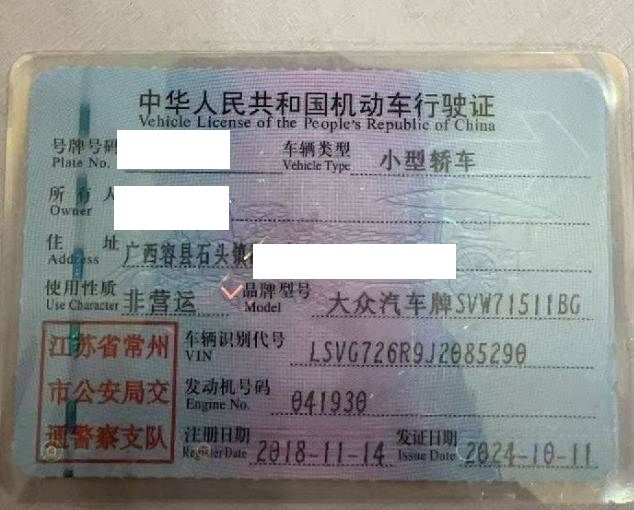 中华人民共和国机动车行驶证
Vehicle License of the People's Republic of China
号牌号码 车辆类型 小型轿车
Plate No. Vehicle Type
所有人
Owner
住址 广西容县石头镇
Address
使用性质 非营运 品牌型号 大众汽车牌SVW71511BG
Use Character Model
江苏省常州 车辆识别代号 LSVG726R9J2085290
VIN
市公安局交 发动机号码 041930
Engine No.
通警察支队 注册日期 2018-11-14 发证日期 2024-10-11
Register Date Issue Date